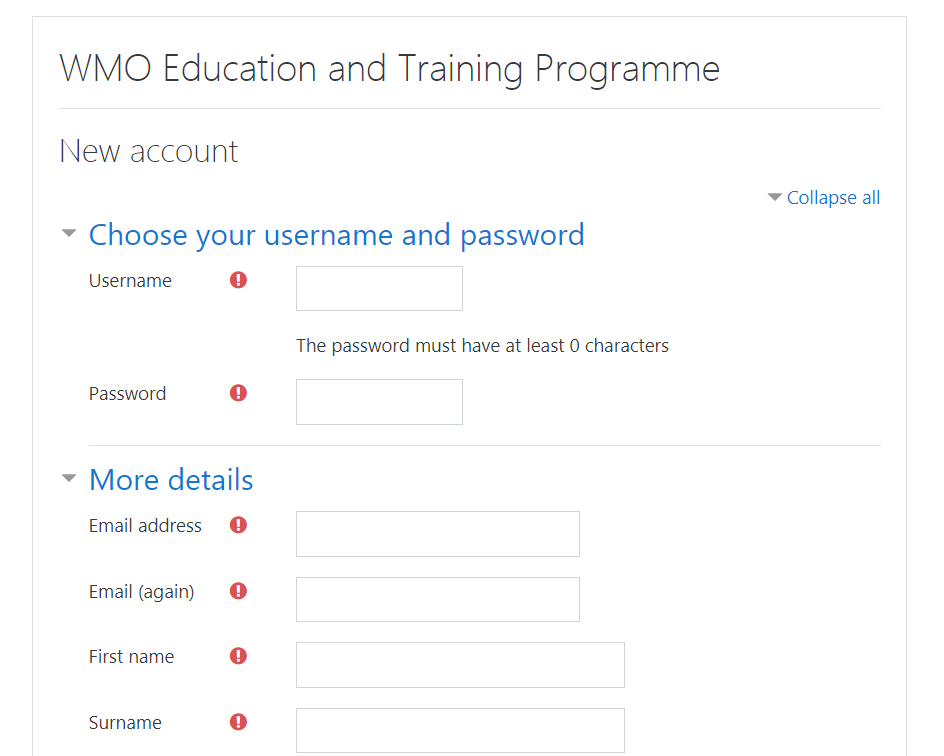 WMO Education and Training Programme
New account
Collapse all
Choose your username and password
Username
The password must have at least 0 characters
Password
More details
Email address
Email (again)
First name
Surname